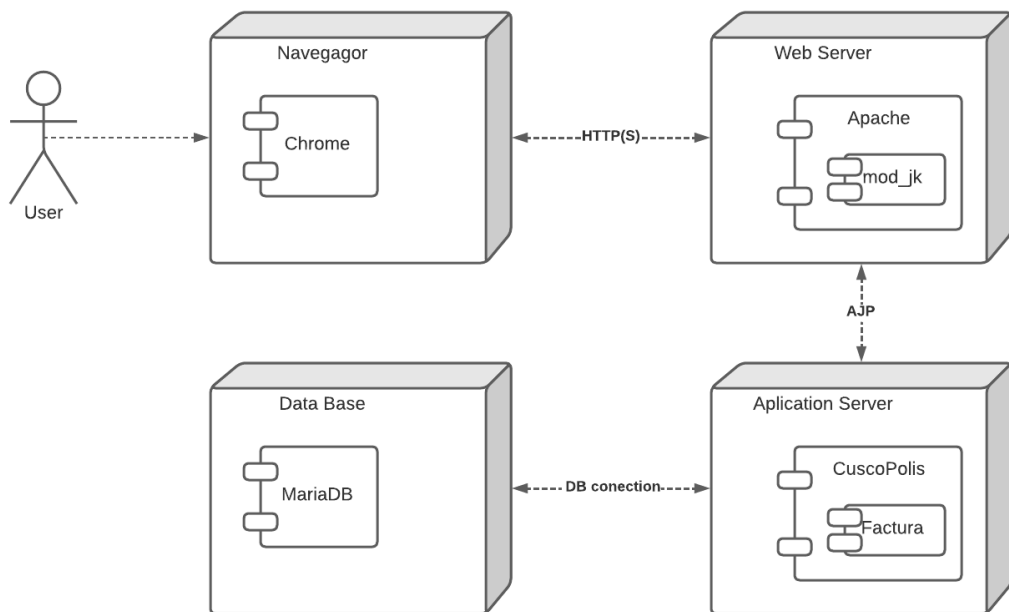 Navegagor
Chrome
User
HTTP(S)
Web Server
Apache
mod_jk
AJP
Data Base
MariaDB
DB conection
Aplication Server
CuscoPolis
Factura